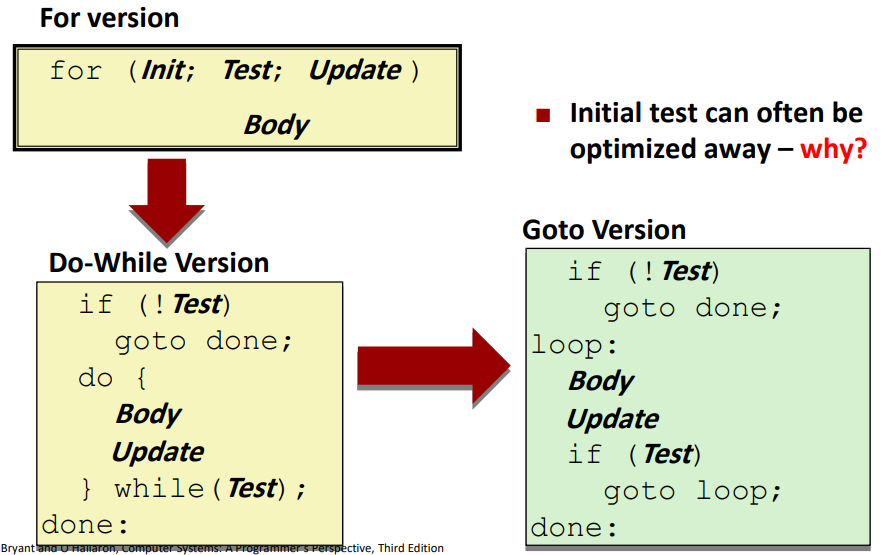 For version
for (Init; Test; Update )
Body
■ Initial test can often be
optimized away – why?
Do-While Version
if (!Test)
goto done;
do {
Body
Update
} while(Test);
done:
Goto Version
if (!Test)
goto done;
loop:
Body
Update
if (Test)
goto loop;
done:
Bryant and O'Hallaron, Computer Systems: A Programmer's Perspective, Third Edition